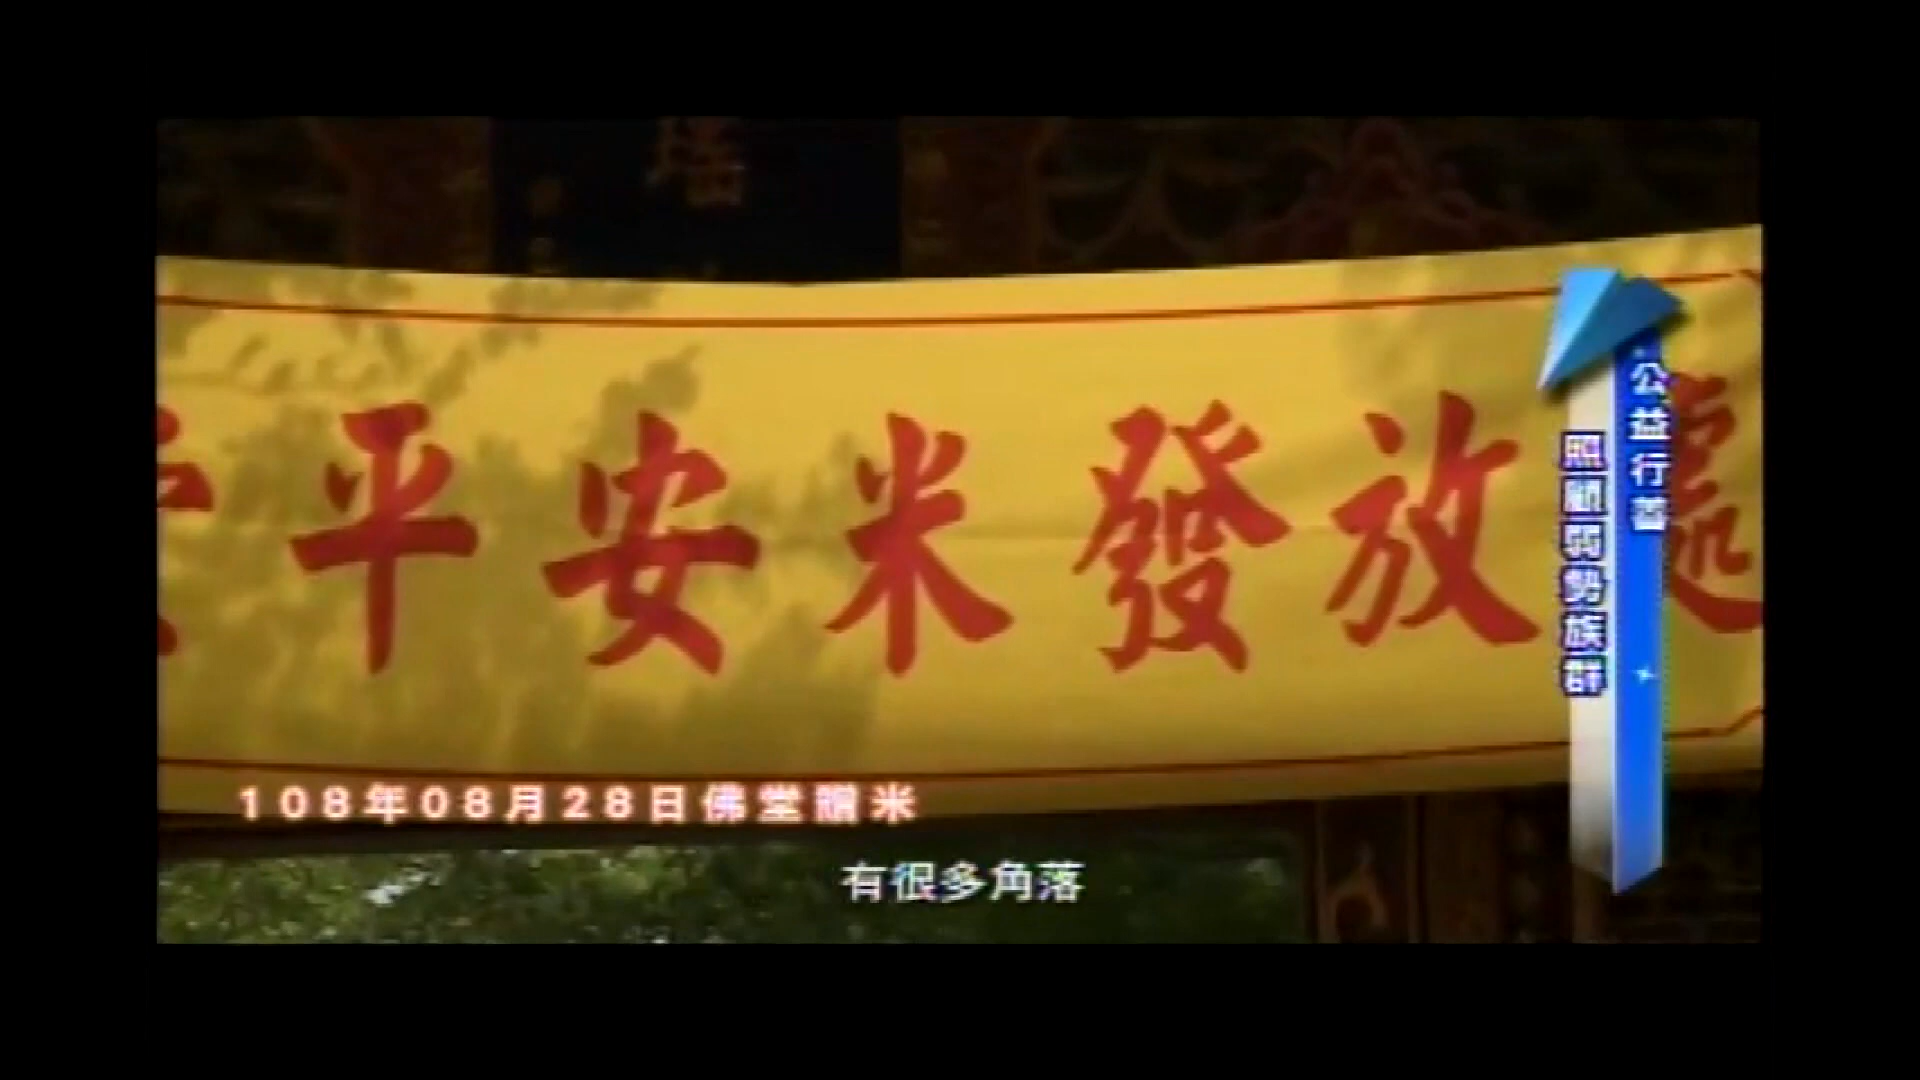 平安米發放處
公益行善
照顧弱勢族群
108年08月28日佛堂贈米
有很多角落